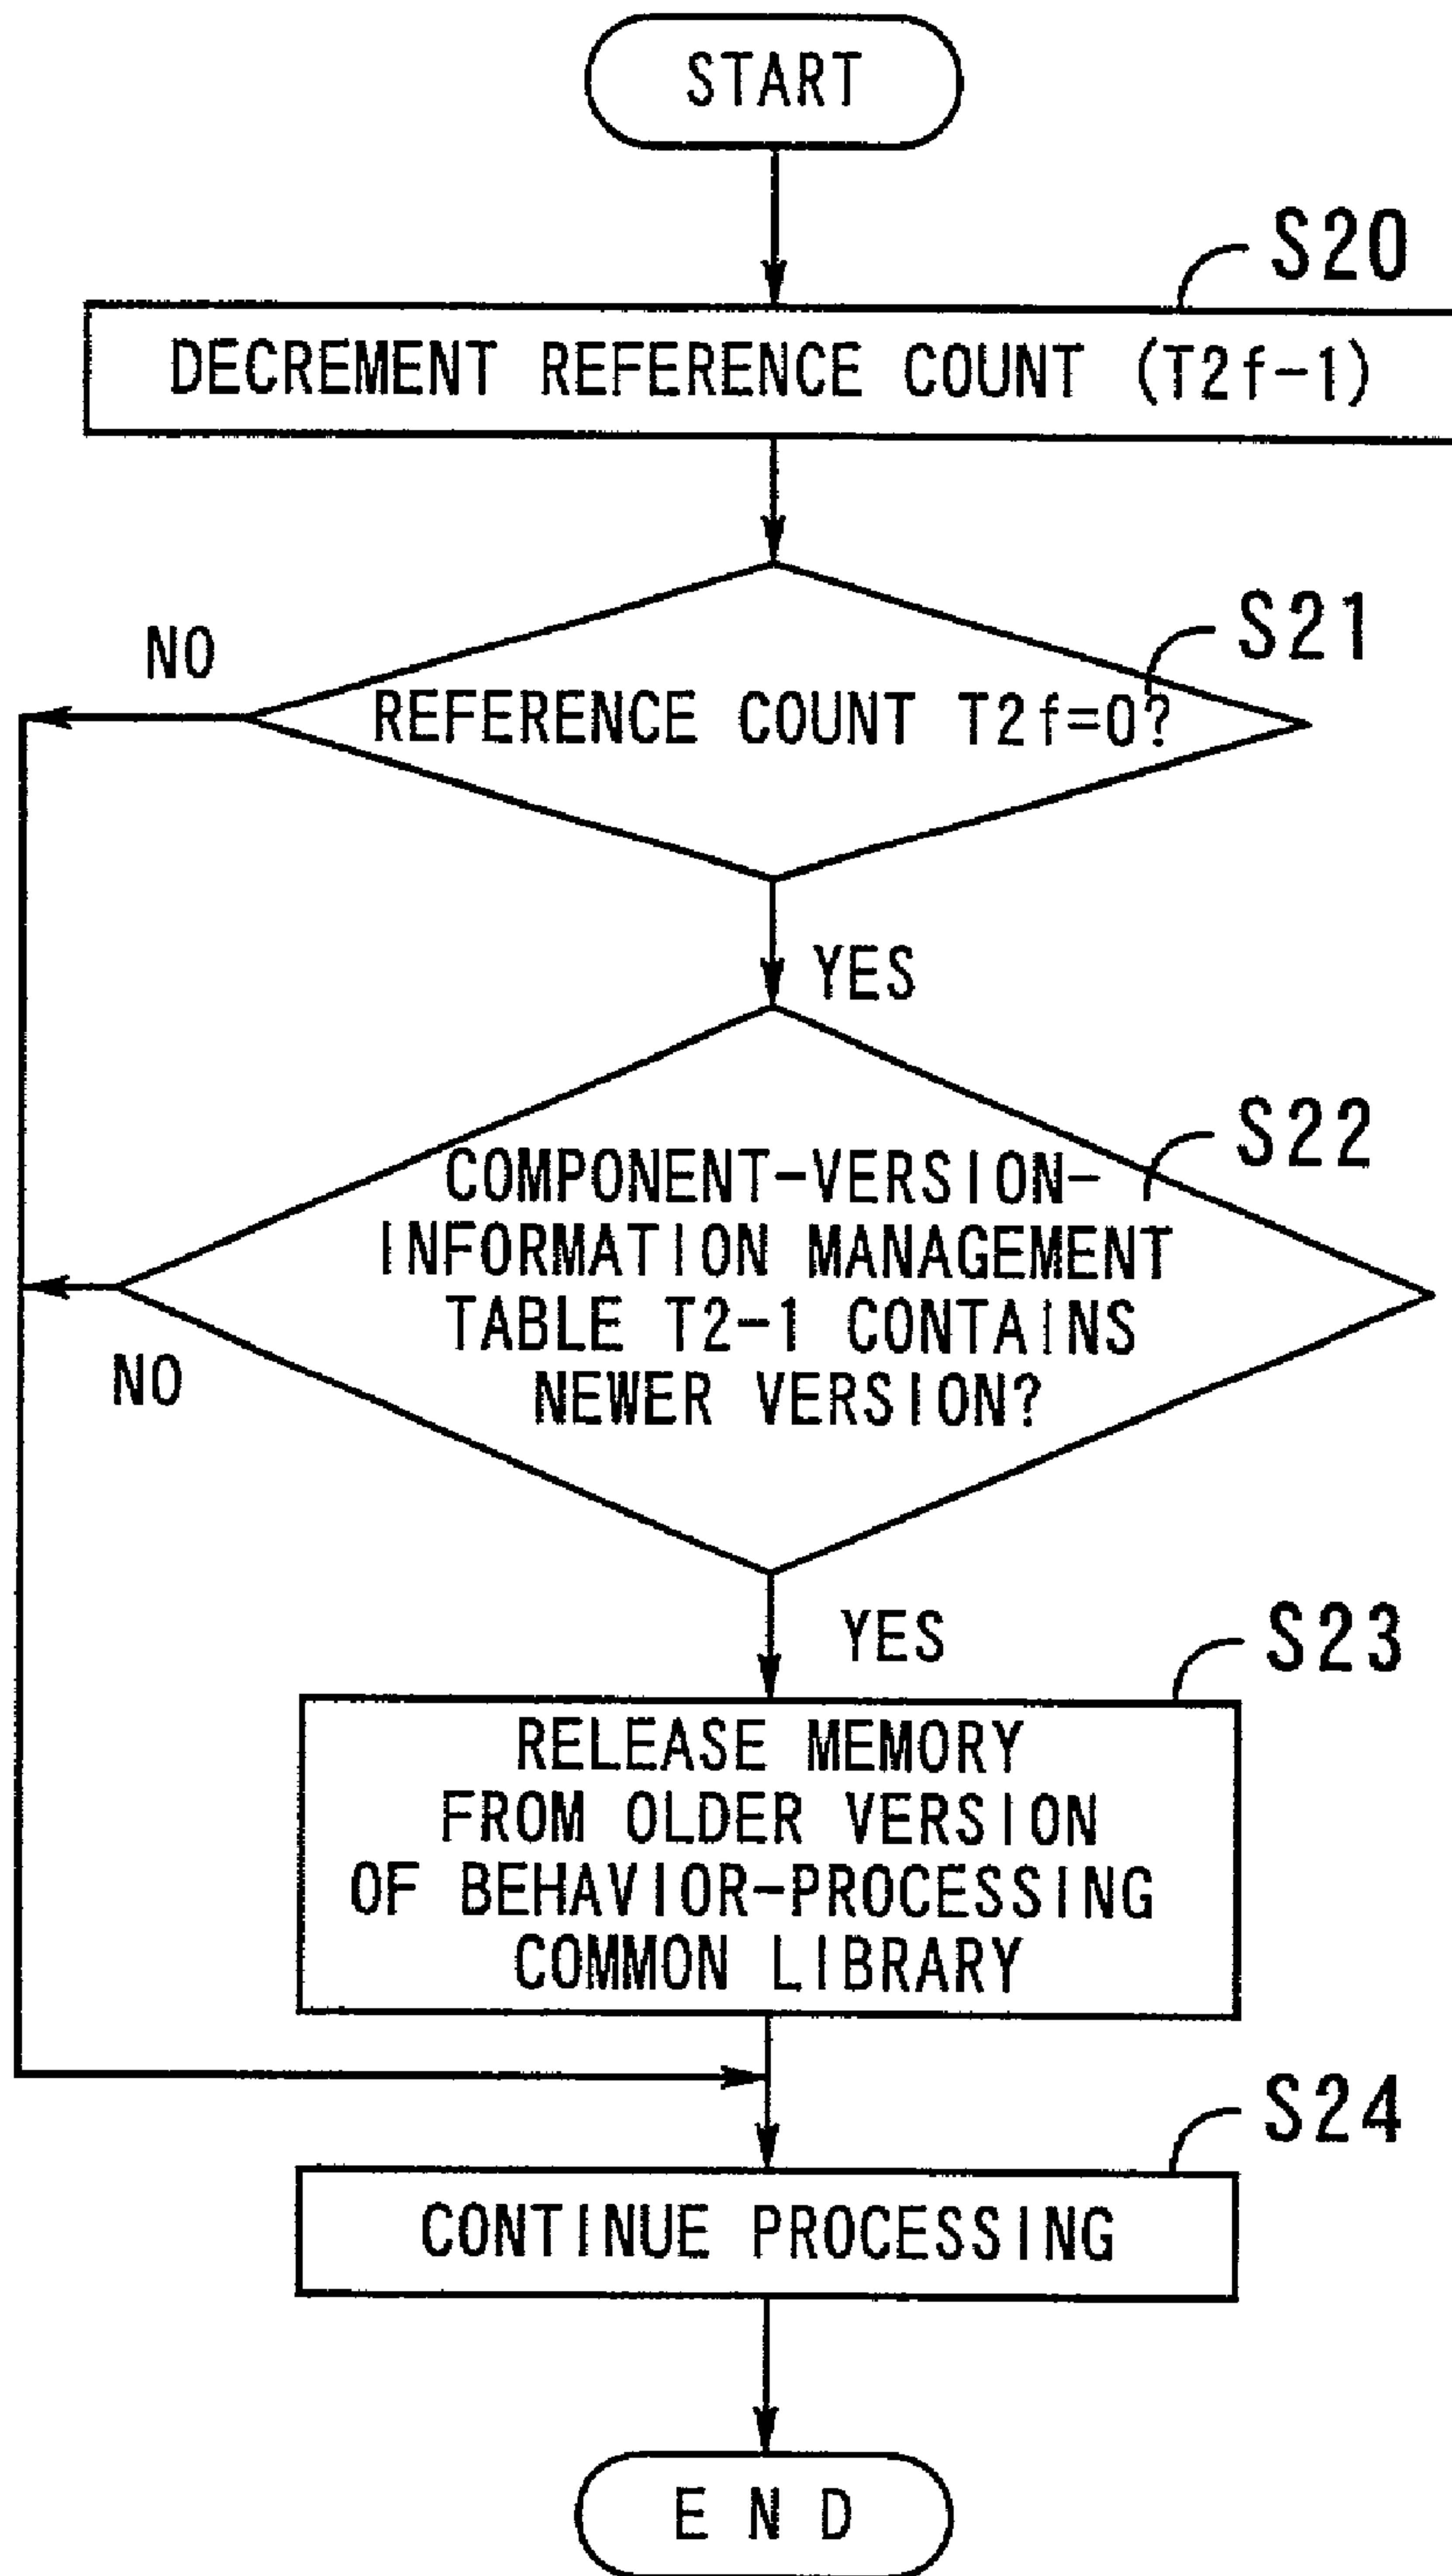 START
S20
DECREMENT REFERENCE COUNT (T2f-1)
S21
NO
REFERENCE COUNT T2f=0?
YES
S22
COMPONENT-VERSION-
INFORMATION MANAGEMENT
TABLE T2-1 CONTAINS
NEWER VERSION?
NO
YES
S23
RELEASE MEMORY
FROM OLDER VERSION
OF BEHAVIOR-PROCESSING
COMMON LIBRARY
S24
CONTINUE PROCESSING
E N D